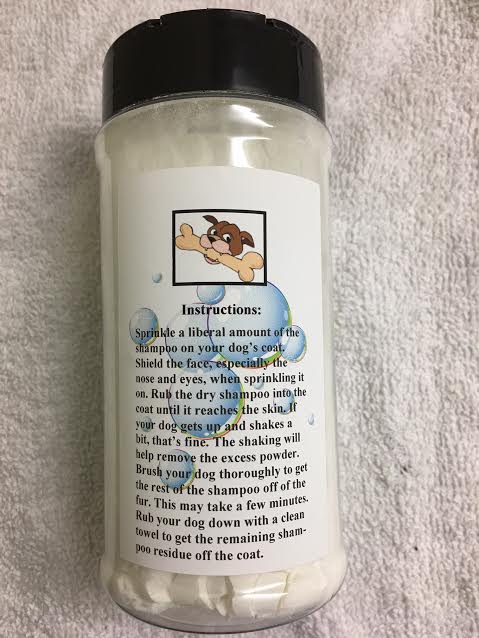 Instructions:
Sprinkle a liberal amount of the
shampoo on your dog's coat.
Shield the face, especially the
nose and eyes, when sprinkling it
on. Rub the dry shampoo into the
coat until it reaches the skin. If
your dog gets up and shakes a
bit, that's fine. The shaking will
help remove the excess powder.
Brush your dog thoroughly to get
the rest of the shampoo off of the
fur. This may take a few minutes.
Rub your dog down with a clean
towel to get the remaining sham-
poo residue off the coat.